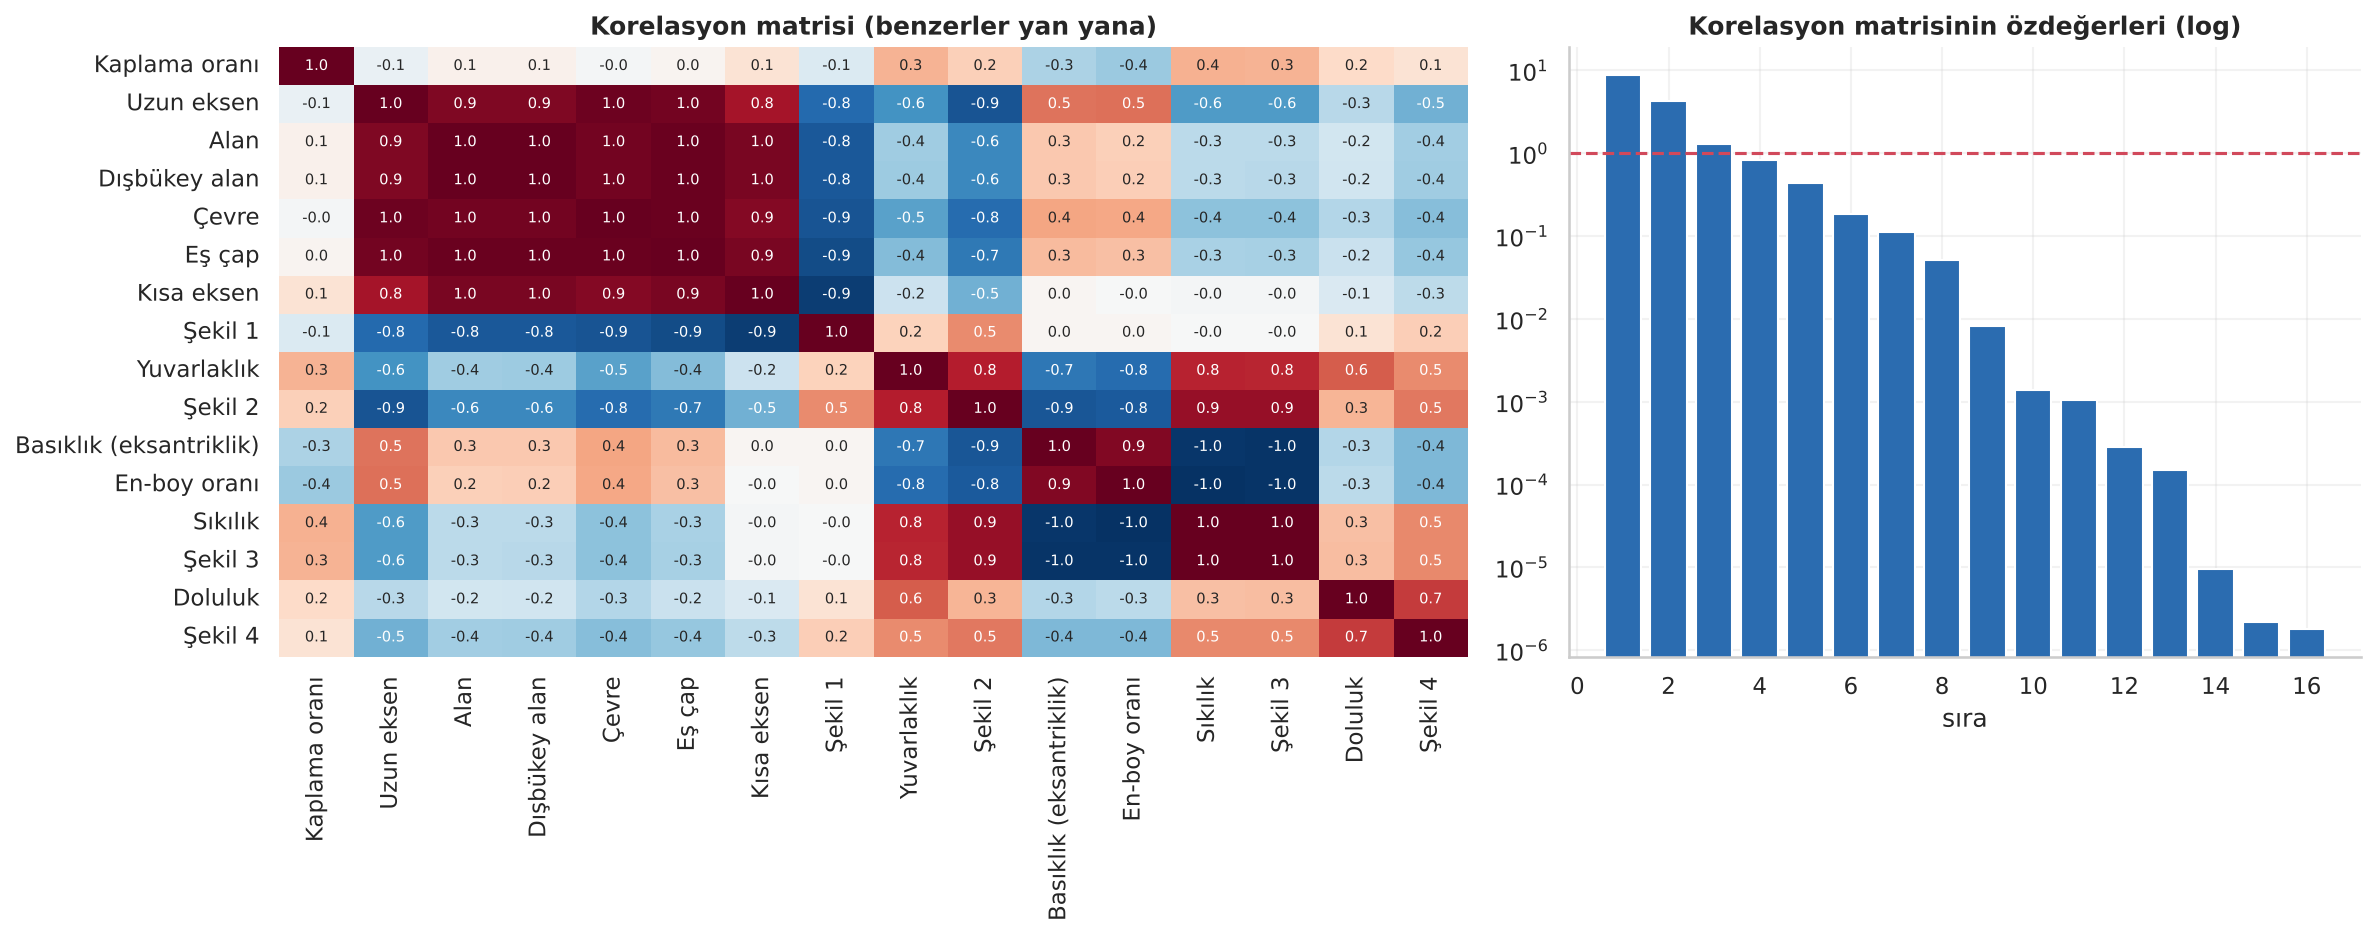 Korelasyon matrisi (benzerler yan yana)
Kaplama oranı 1.0 -0.1 0.1 0.1 -0.0 0.0 0.1 -0.1 0.3 0.2 -0.3 -0.4 0.4 0.3 0.2 0.1
Uzun eksen -0.1 1.0 0.9 0.9 1.0 1.0 0.8 -0.8 -0.6 -0.9 0.5 0.5 -0.6 -0.6 -0.3 -0.5
Alan 0.1 0.9 1.0 1.0 1.0 1.0 1.0 -0.8 -0.4 -0.6 0.3 0.2 -0.3 -0.3 -0.2 -0.4
Dışbükey alan 0.1 0.9 1.0 1.0 1.0 1.0 1.0 -0.8 -0.4 -0.6 0.3 0.2 -0.3 -0.3 -0.2 -0.4
Çevre -0.0 1.0 1.0 1.0 1.0 1.0 0.9 -0.9 -0.5 -0.8 0.4 0.4 -0.4 -0.4 -0.3 -0.4
Eş çap 0.0 1.0 1.0 1.0 1.0 1.0 0.9 -0.9 -0.4 -0.7 0.3 0.3 -0.3 -0.3 -0.2 -0.4
Kısa eksen 0.1 0.8 1.0 1.0 0.9 0.9 1.0 -0.9 -0.2 -0.5 0.0 -0.0 -0.0 -0.0 -0.1 -0.3
Şekil 1 -0.1 -0.8 -0.8 -0.8 -0.9 -0.9 -0.9 1.0 0.2 0.5 0.0 0.0 -0.0 -0.0 0.1 0.2
Yuvarlaklık 0.3 -0.6 -0.4 -0.4 -0.5 -0.4 -0.2 0.2 1.0 0.8 -0.7 -0.8 0.8 0.8 0.6 0.5
Şekil 2 0.2 -0.9 -0.6 -0.6 -0.8 -0.7 -0.5 0.5 0.8 1.0 -0.9 -0.8 0.9 0.9 0.3 0.5
Basıklık (eksantriklik) -0.3 0.5 0.3 0.3 0.4 0.3 0.0 0.0 -0.7 -0.9 1.0 0.9 -1.0 -1.0 -0.3 -0.4
En-boy oranı -0.4 0.5 0.2 0.2 0.4 0.3 -0.0 0.0 -0.8 -0.8 0.9 1.0 -1.0 -1.0 -0.3 -0.4
Sıkılık 0.4 -0.6 -0.3 -0.3 -0.4 -0.3 -0.0 -0.0 0.8 0.9 -1.0 -1.0 1.0 1.0 0.3 0.5
Şekil 3 0.3 -0.6 -0.3 -0.3 -0.4 -0.3 -0.0 -0.0 0.8 0.9 -1.0 -1.0 1.0 1.0 0.3 0.5
Doluluk 0.2 -0.3 -0.2 -0.2 -0.3 -0.2 -0.1 0.1 0.6 0.3 -0.3 -0.3 0.3 0.3 1.0 0.7
Şekil 4 0.1 -0.5 -0.4 -0.4 -0.4 -0.4 -0.3 0.2 0.5 0.5 -0.4 -0.4 0.5 0.5 0.7 1.0
Kaplama oranı
Uzun eksen
Alan
Dışbükey alan
Çevre
Eş çap
Kısa eksen
Şekil 1
Yuvarlaklık
Şekil 2
Basıklık (eksantriklik)
En-boy oranı
Sıkılık
Şekil 3
Doluluk
Şekil 4
Korelasyon matrisinin özdeğerleri (log)
10¹
10⁰
10⁻¹
10⁻²
10⁻³
10⁻⁴
10⁻⁵
10⁻⁶
0 2 4 6 8 10 12 14 16
sıra